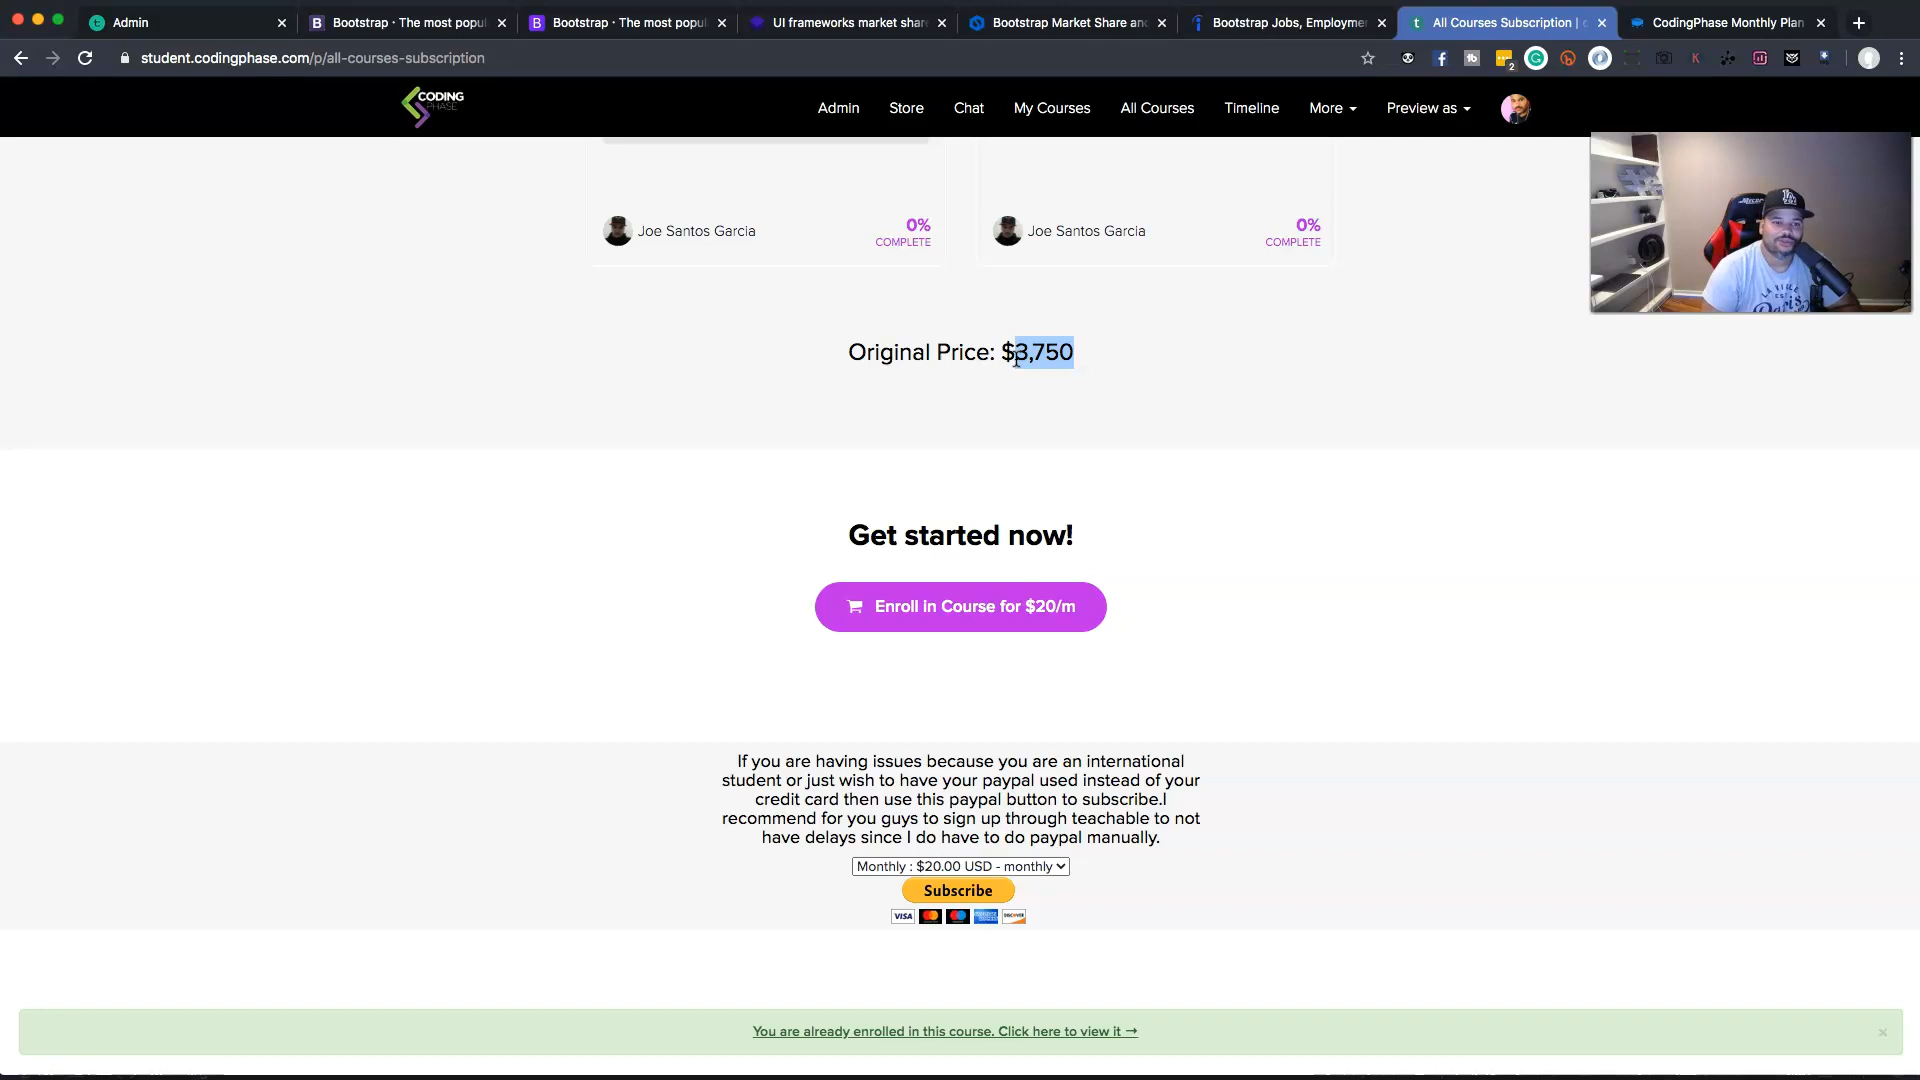 Admin
Bootstrap · The most popul
Bootstrap · The most popul
UI frameworks market share
Bootstrap Market Share and
Bootstrap Jobs, Employme
All Courses Subscription |
CodingPhase Monthly Plan
student.codingphase.com/p/all-courses-subscription
CODING
PHASE
Admin
Store
Chat
My Courses
All Courses
Timeline
More
Preview as
Joe Santos Garcia
0%
COMPLETE
Joe Santos Garcia
0%
COMPLETE
Original Price: $3,750
Get started now!
Enroll in Course for $20/m
If you are having issues because you are an international
student or just wish to have your paypal used instead of your
credit card then use this paypal button to subscribe.I
recommend for you guys to sign up through teachable to not
have delays since I do have to do paypal manually.
Monthly : $20.00 USD - monthly
Subscribe
VISA
DISCOVER
You are already enrolled in this course. Click here to view it →